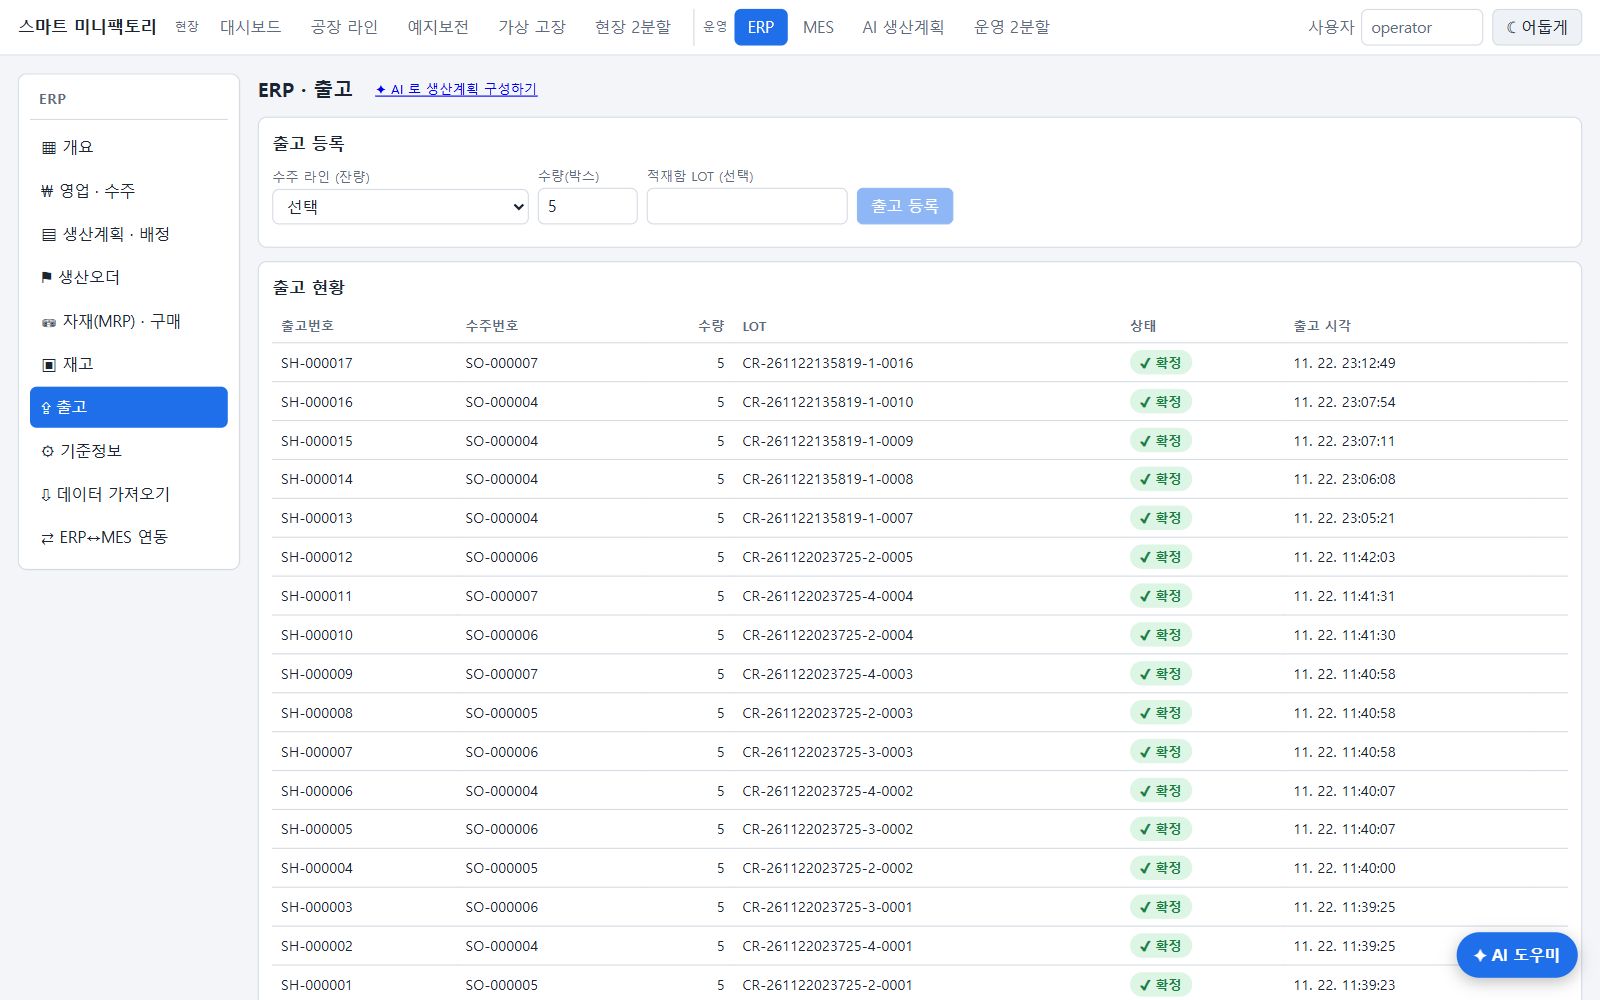 스마트 미니팩토리 현장 대시보드 공장 라인 예지보전 가상 고장 현장 2분할 운영 ERP MES AI 생산계획 운영 2분할 사용자 operator ☾ 어둡게
ERP
▦ 개요
₩ 영업 · 수주
▤ 생산계획 · 배정
⚑ 생산오더
자재(MRP) · 구매
▣ 재고
⇪ 출고
⚙ 기준정보
⇩ 데이터 가져오기
⇄ ERP↔MES 연동
ERP · 출고 ✦ AI 로 생산계획 구성하기
출고 등록
수주 라인 (잔량) 수량(박스) 적재함 LOT (선택)
선택 5 출고 등록
출고 현황
출고번호 수주번호 수량 LOT 상태 출고 시각
SH-000017 SO-000007 5 CR-261122135819-1-0016 ✔ 확정 11. 22. 23:12:49
SH-000016 SO-000004 5 CR-261122135819-1-0010 ✔ 확정 11. 22. 23:07:54
SH-000015 SO-000004 5 CR-261122135819-1-0009 ✔ 확정 11. 22. 23:07:11
SH-000014 SO-000004 5 CR-261122135819-1-0008 ✔ 확정 11. 22. 23:06:08
SH-000013 SO-000004 5 CR-261122135819-1-0007 ✔ 확정 11. 22. 23:05:21
SH-000012 SO-000006 5 CR-261122023725-2-0005 ✔ 확정 11. 22. 11:42:03
SH-000011 SO-000007 5 CR-261122023725-4-0004 ✔ 확정 11. 22. 11:41:31
SH-000010 SO-000006 5 CR-261122023725-2-0004 ✔ 확정 11. 22. 11:41:30
SH-000009 SO-000007 5 CR-261122023725-4-0003 ✔ 확정 11. 22. 11:40:58
SH-000008 SO-000005 5 CR-261122023725-2-0003 ✔ 확정 11. 22. 11:40:58
SH-000007 SO-000006 5 CR-261122023725-3-0003 ✔ 확정 11. 22. 11:40:58
SH-000006 SO-000004 5 CR-261122023725-4-0002 ✔ 확정 11. 22. 11:40:07
SH-000005 SO-000006 5 CR-261122023725-3-0002 ✔ 확정 11. 22. 11:40:07
SH-000004 SO-000005 5 CR-261122023725-2-0002 ✔ 확정 11. 22. 11:40:00
SH-000003 SO-000006 5 CR-261122023725-3-0001 ✔ 확정 11. 22. 11:39:25
SH-000002 SO-000004 5 CR-261122023725-4-0001 ✔ 확정 11. 22. 11:39:25
SH-000001 SO-000005 5 CR-261122023725-2-0001 ✔ 확정 11. 22. 11:39:23
✦ AI 도우미